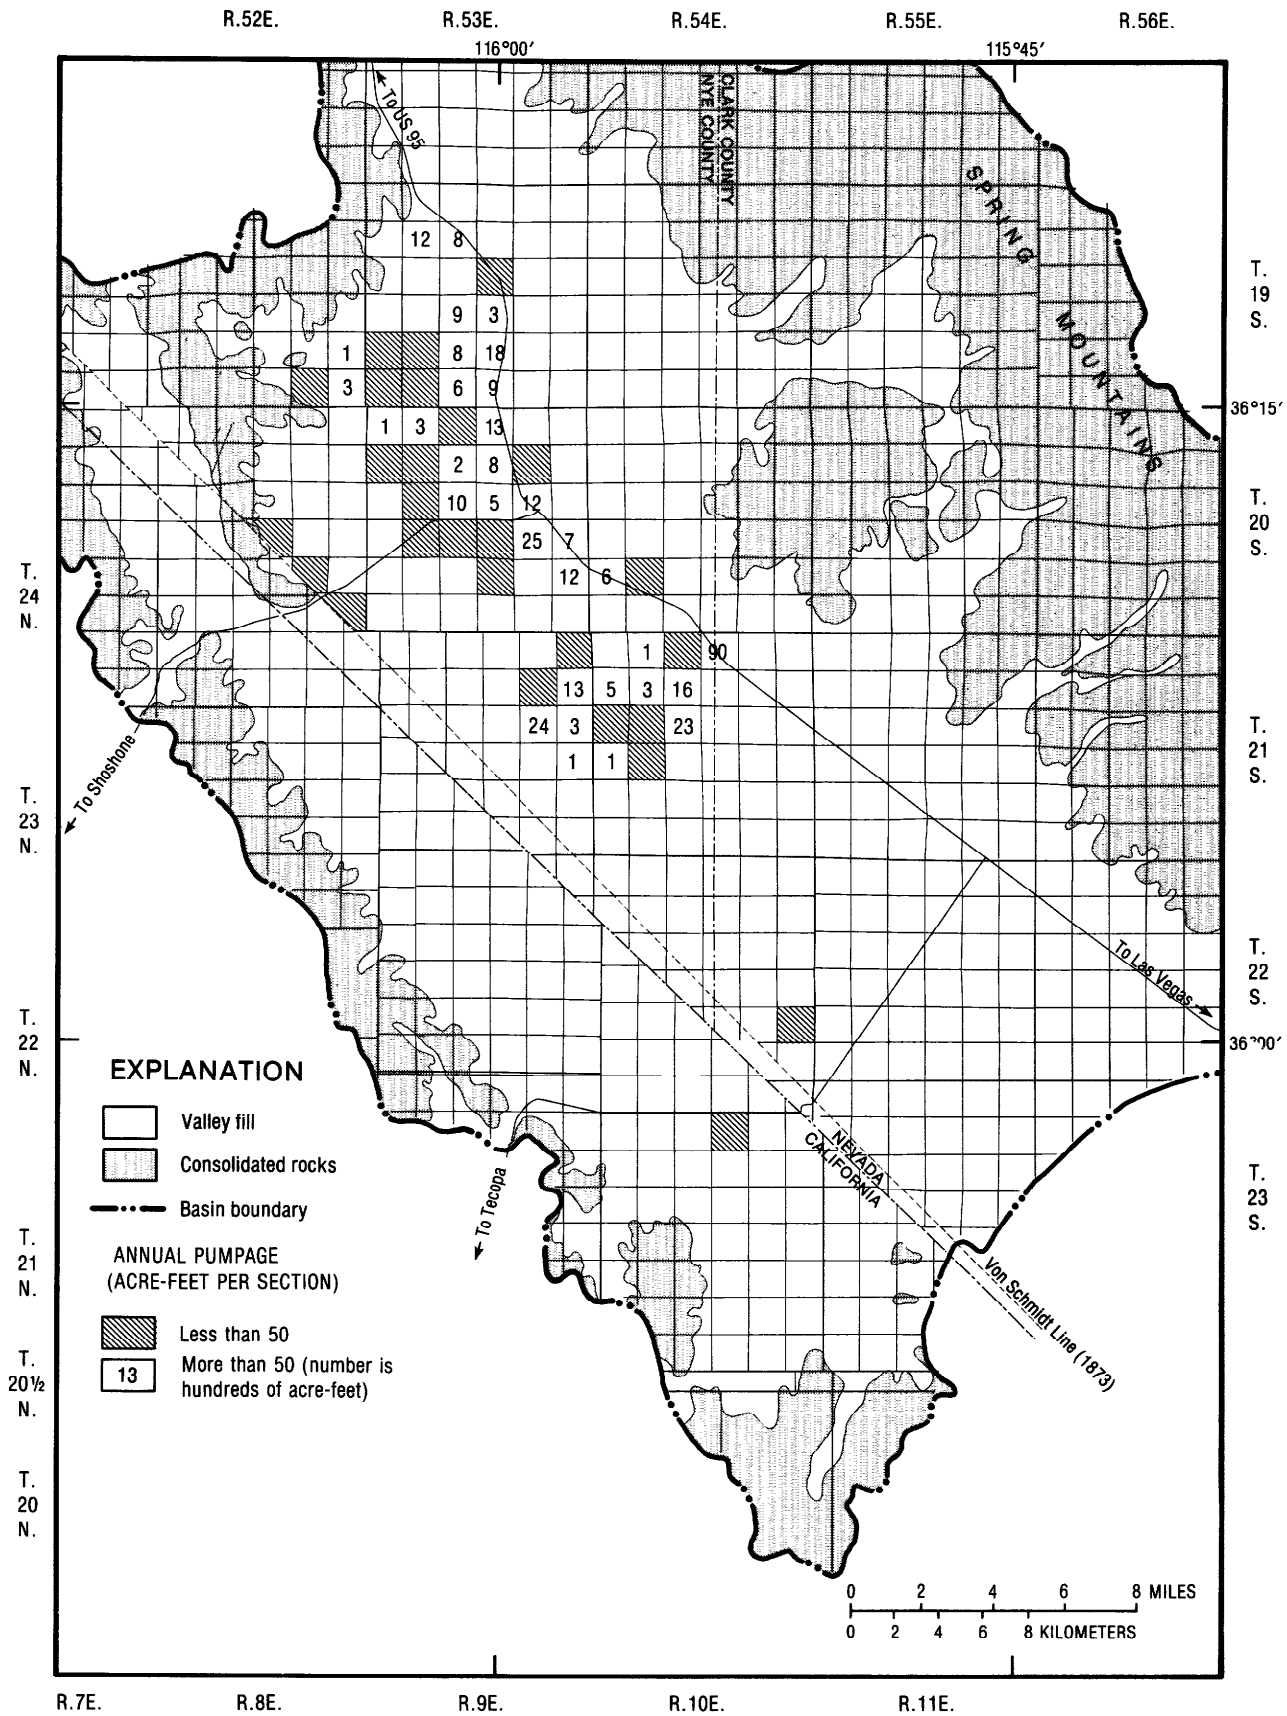 R.52E. R.53E. R.54E. R.55E. R.56E.
116°00′ 115°45′
To US 95
CLARK COUNTY
NYE COUNTY
SPRING MOUNTAINS
T.
19
S.
12 8
9 3
1 8 18
3 6 9
36°15′
1 3 13
2 8
10 5 12
T.
20
S.
25 7
12 6
T.
24
N.
1 90
13 5 3 16
24 3 23
1 1
T.
21
S.
To Shoshone
T.
23
N.
To Las Vegas
T.
22
S.
T.
22
N.
EXPLANATION
Valley fill
Consolidated rocks
Basin boundary
ANNUAL PUMPAGE
(ACRE-FEET PER SECTION)
Less than 50
13 More than 50 (number is
hundreds of acre-feet)
NEVADA
CALIFORNIA
To Tecopa
T.
23
S.
T.
21
N.
Von Schmidt Line (1873)
T.
20½
N.
T.
20
N.
0 2 4 6 8 MILES
0 2 4 6 8 KILOMETERS
R.7E. R.8E. R.9E. R.10E. R.11E.